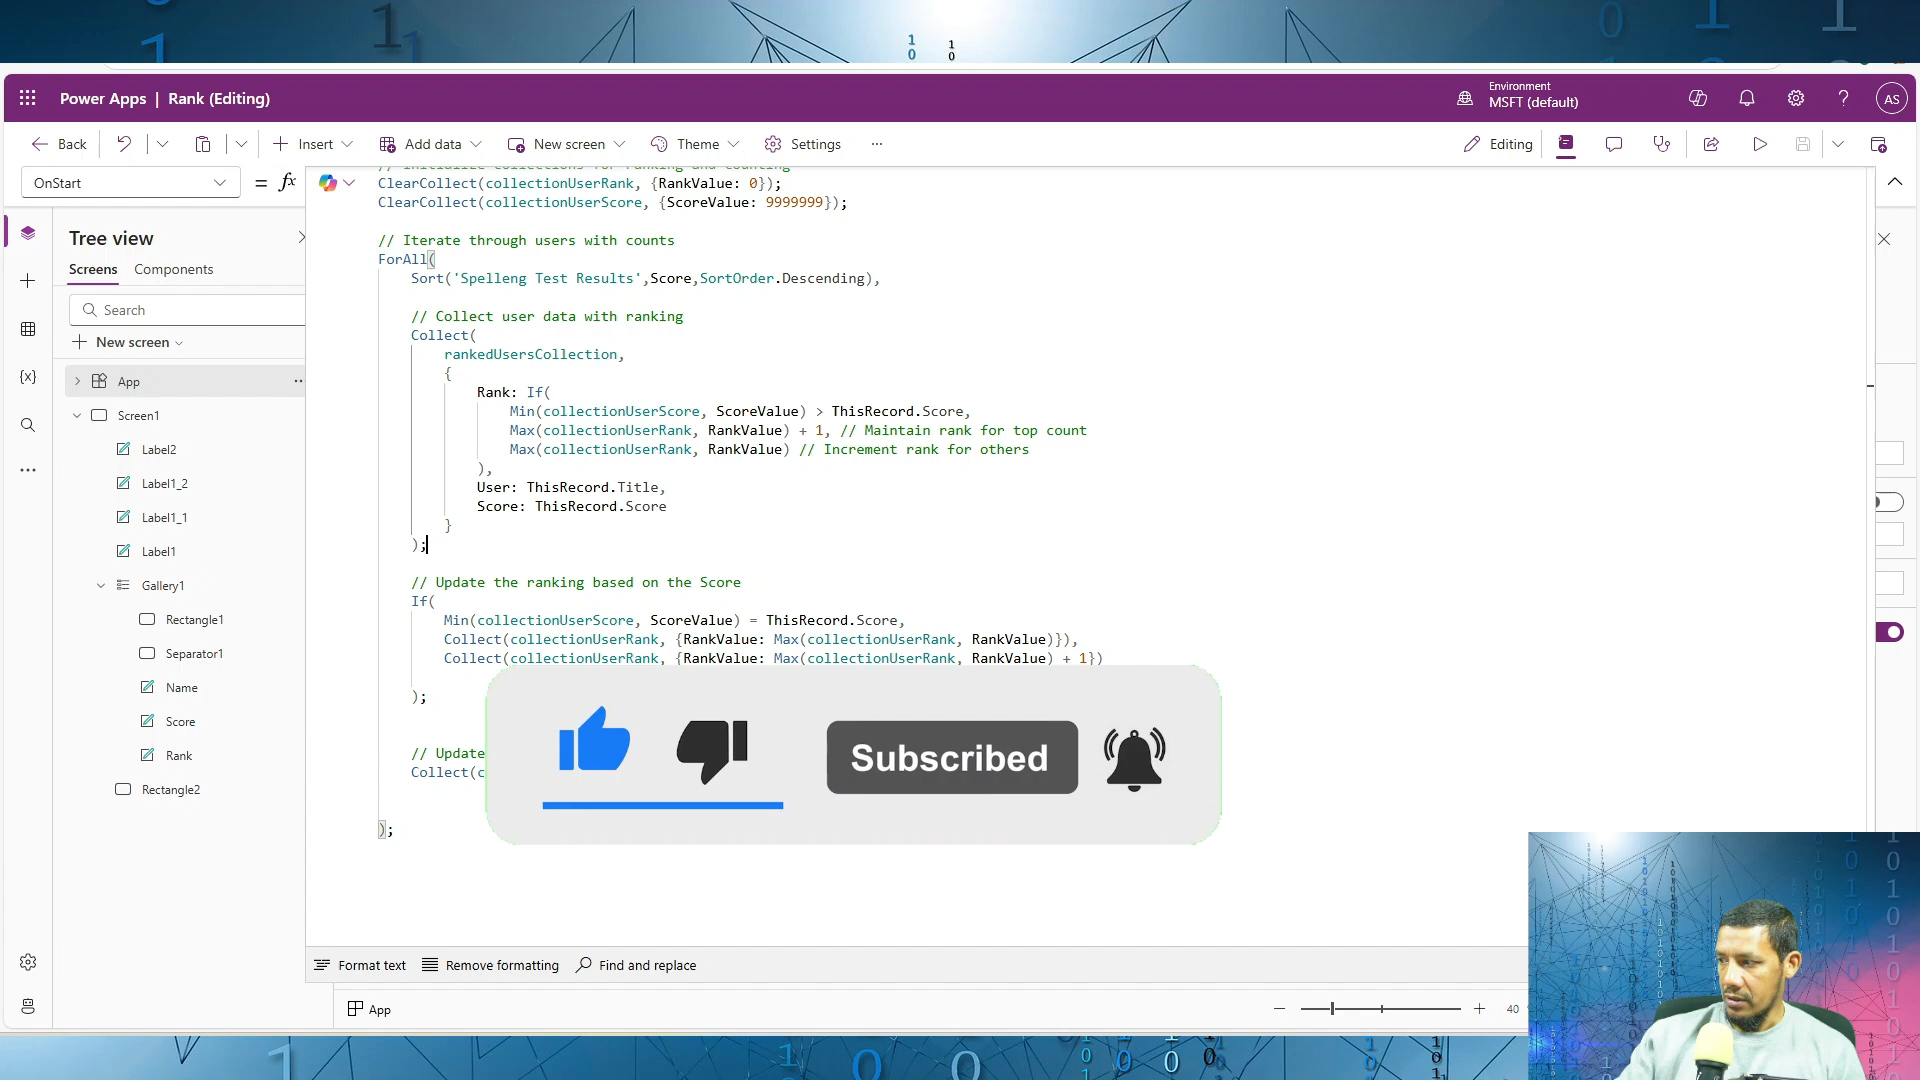 Power Apps | Rank (Editing)
Environment
MSFT (default)
AS
Back
Insert
Add data
New screen
Theme
Settings
Editing
OnStart
= fx
ClearCollect(collectionUserRank, {RankValue: 0});
ClearCollect(collectionUserScore, {ScoreValue: 9999999});
// Iterate through users with counts
ForAll(
Sort('Spelleng Test Results',Score,SortOrder.Descending),
// Collect user data with ranking
Collect(
rankedUsersCollection,
{
Rank: If(
Min(collectionUserScore, ScoreValue) > ThisRecord.Score,
Max(collectionUserRank, RankValue) + 1, // Maintain rank for top count
Max(collectionUserRank, RankValue) // Increment rank for others
),
User: ThisRecord.Title,
Score: ThisRecord.Score
}
);
// Update the ranking based on the Score
If(
Min(collectionUserScore, ScoreValue) = ThisRecord.Score,
Collect(collectionUserRank, {RankValue: Max(collectionUserRank, RankValue)}),
Collect(collectionUserRank, {RankValue: Max(collectionUserRank, RankValue) + 1})
);
// Update
Collect(c
);
Tree view
Screens
Components
Search
New screen
App
Screen1
Label2
Label1_2
Label1_1
Label1
Gallery1
Rectangle1
Separator1
Name
Score
Rank
Rectangle2
Subscribed
Format text
Remove formatting
Find and replace
App
40